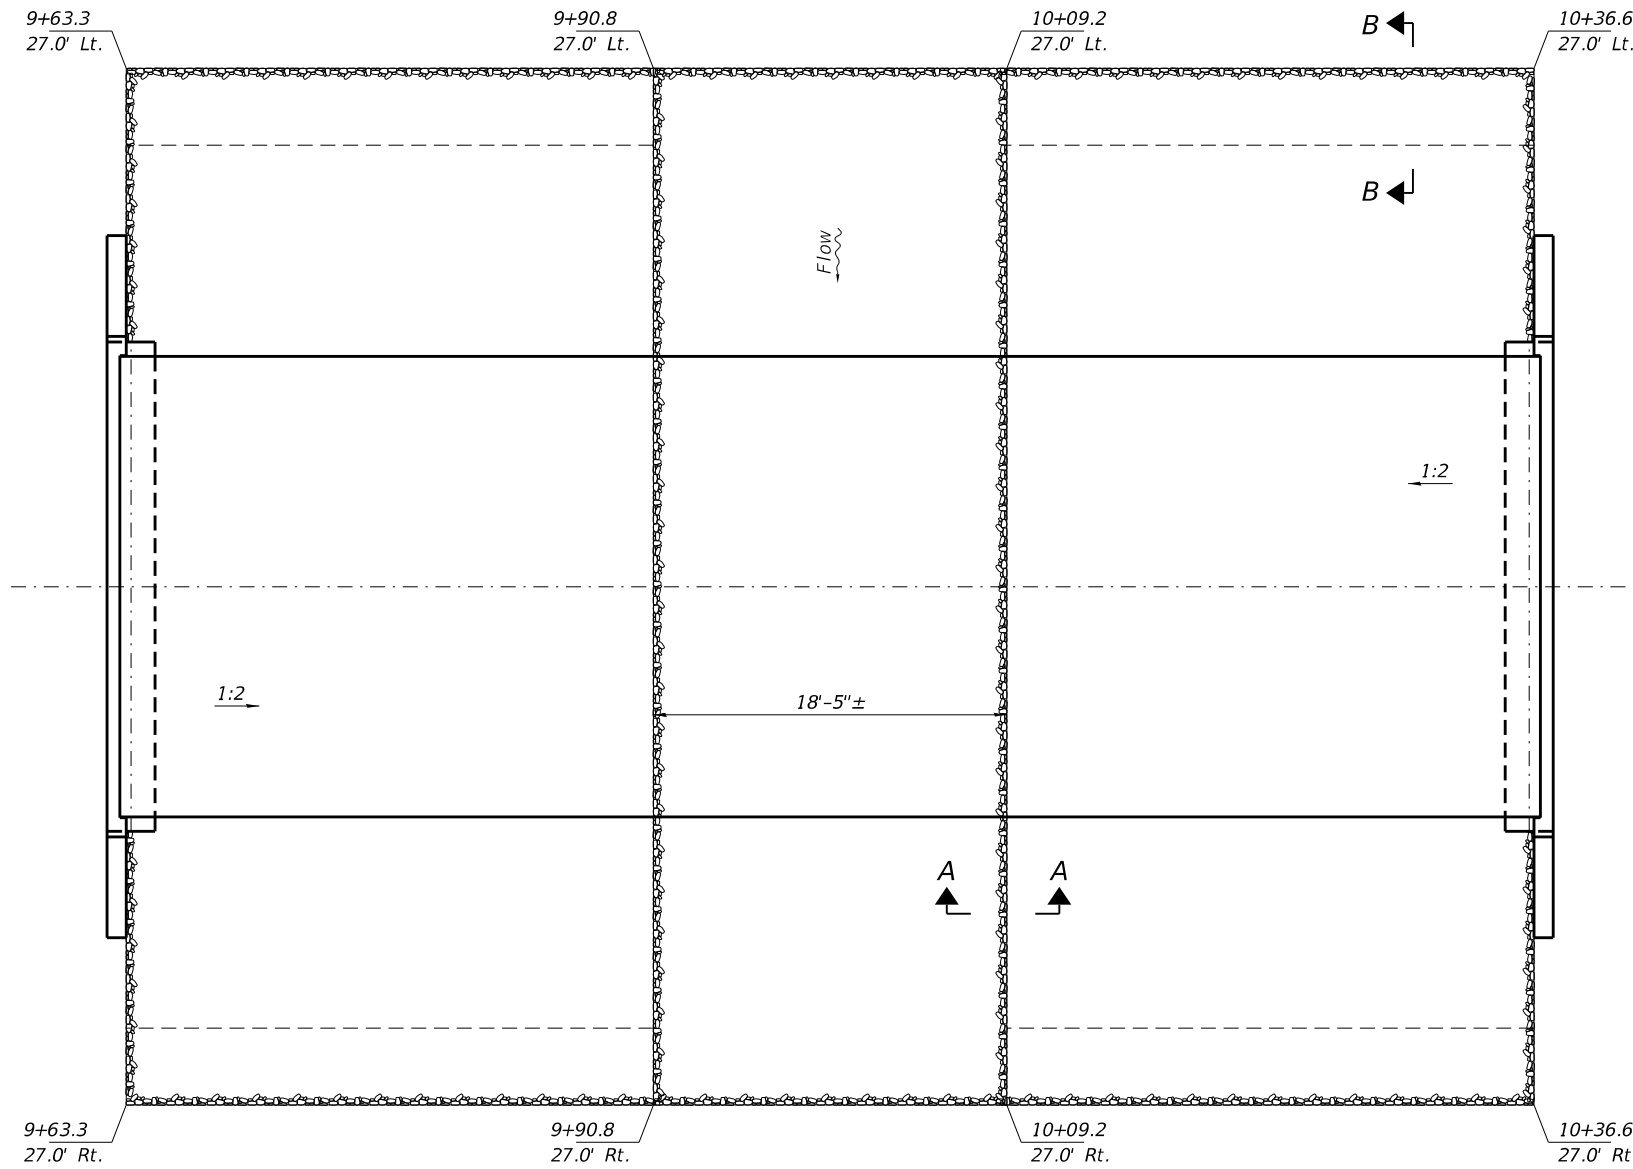 9+63.3
27.0' Lt.
9+90.8
27.0' Lt.
10+09.2
27.0' Lt.
B
10+36.6
27.0' Lt.
B
Flow
1:2
1:2
18'-5"±
A
A
9+63.3
27.0' Rt.
9+90.8
27.0' Rt.
10+09.2
27.0' Rt.
10+36.6
27.0' Rt